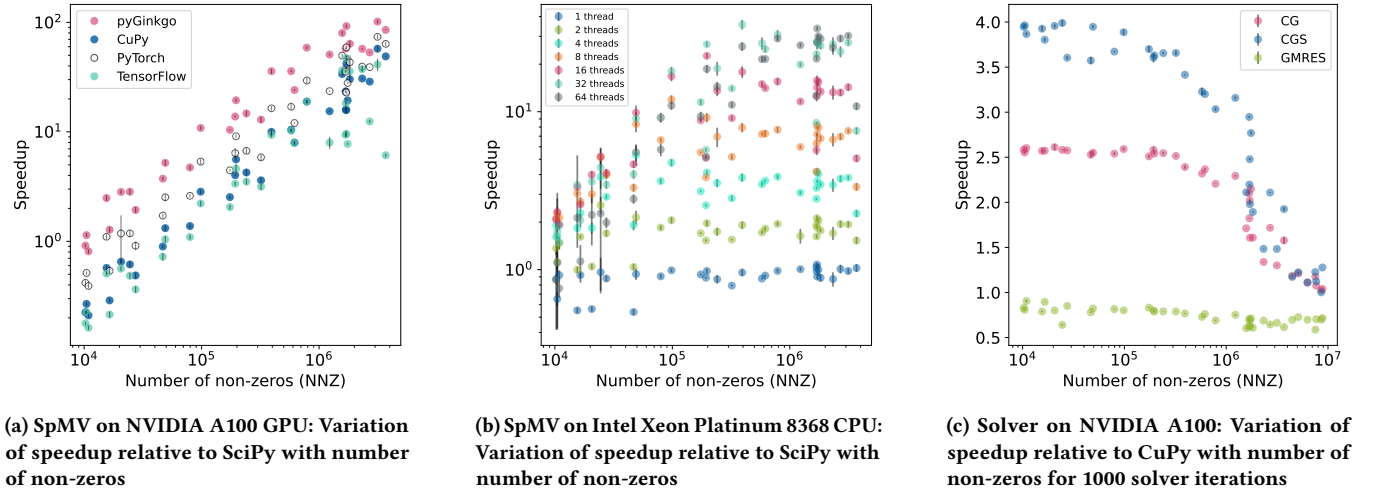 10²
10¹
10⁰
Speedup
pyGinkgo
CuPy
PyTorch
TensorFlow
10⁴ 10⁵ 10⁶
Number of non-zeros (NNZ)
10¹
10⁰
Speedup
1 thread
2 threads
4 threads
8 threads
16 threads
32 threads
64 threads
10⁴ 10⁵ 10⁶
Number of non-zeros (NNZ)
4.0
3.5
3.0
2.5
2.0
1.5
1.0
0.5
Speedup
CG
CGS
GMRES
10⁴ 10⁵ 10⁶ 10⁷
Number of non-zeros (NNZ)
(a) SpMV on NVIDIA A100 GPU: Variation
of speedup relative to SciPy with number
of non-zeros
(b) SpMV on Intel Xeon Platinum 8368 CPU:
Variation of speedup relative to SciPy with
number of non-zeros
(c) Solver on NVIDIA A100: Variation of
speedup relative to CuPy with number of
non-zeros for 1000 solver iterations